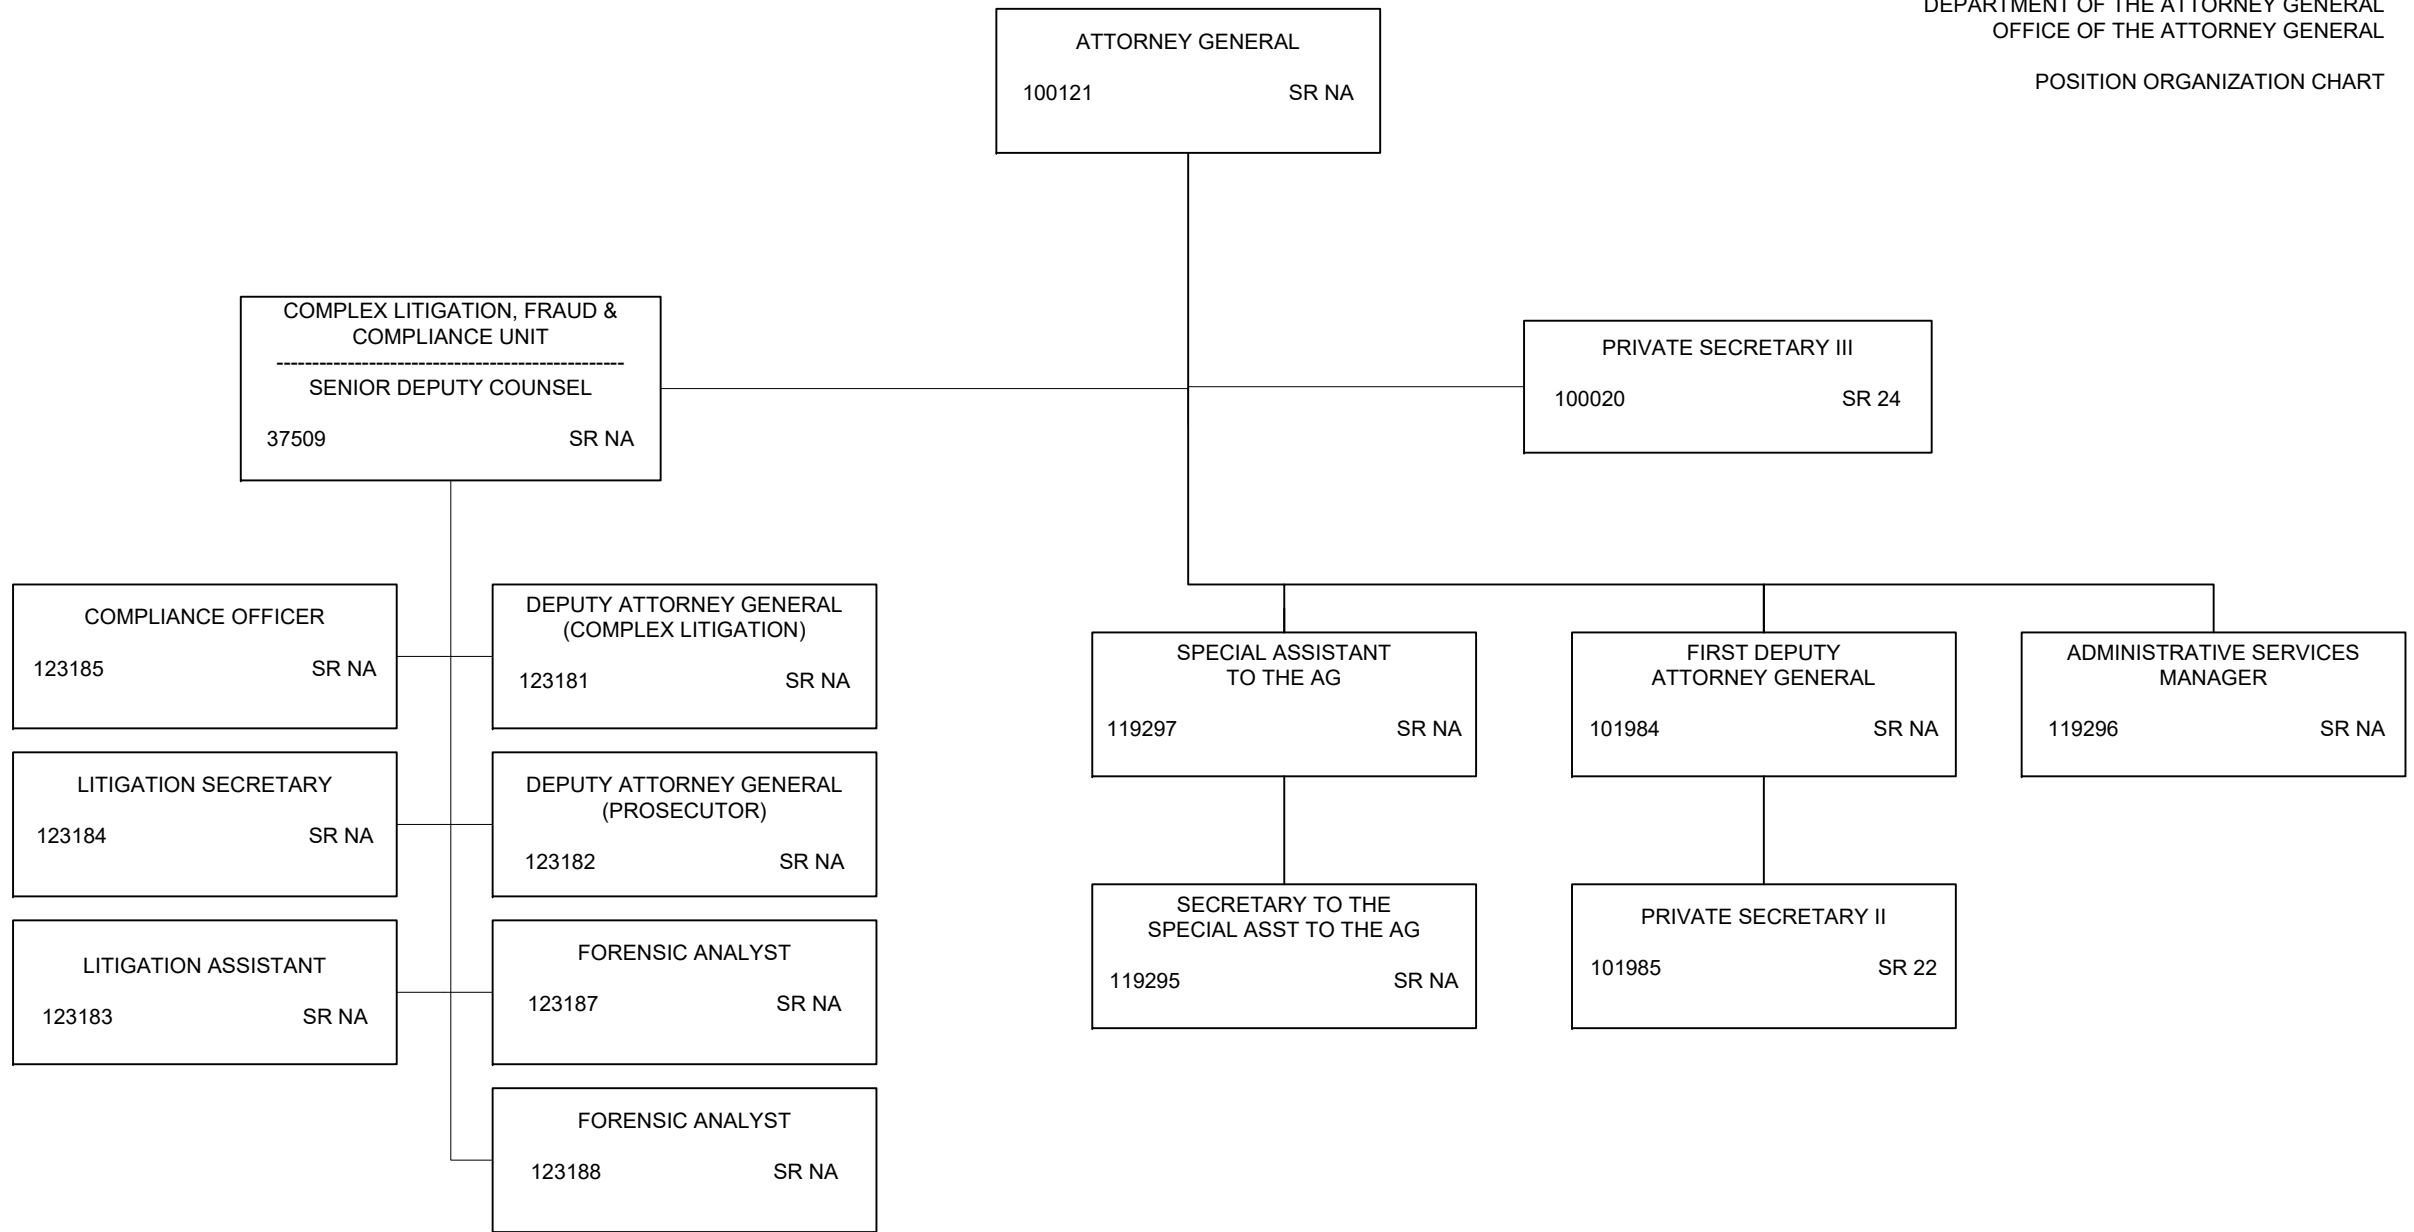 DEPARTMENT OF THE ATTORNEY GENERAL
OFFICE OF THE ATTORNEY GENERAL
POSITION ORGANIZATION CHART
ATTORNEY GENERAL
100121 SR NA
COMPLEX LITIGATION, FRAUD &
COMPLIANCE UNIT
------------------------------------------------
SENIOR DEPUTY COUNSEL
37509 SR NA
PRIVATE SECRETARY III
100020 SR 24
COMPLIANCE OFFICER
123185 SR NA
DEPUTY ATTORNEY GENERAL
(COMPLEX LITIGATION)
123181 SR NA
LITIGATION SECRETARY
123184 SR NA
DEPUTY ATTORNEY GENERAL
(PROSECUTOR)
123182 SR NA
LITIGATION ASSISTANT
123183 SR NA
FORENSIC ANALYST
123187 SR NA
FORENSIC ANALYST
123188 SR NA
SPECIAL ASSISTANT
TO THE AG
119297 SR NA
FIRST DEPUTY
ATTORNEY GENERAL
101984 SR NA
ADMINISTRATIVE SERVICES
MANAGER
119296 SR NA
SECRETARY TO THE
SPECIAL ASST TO THE AG
119295 SR NA
PRIVATE SECRETARY II
101985 SR 22